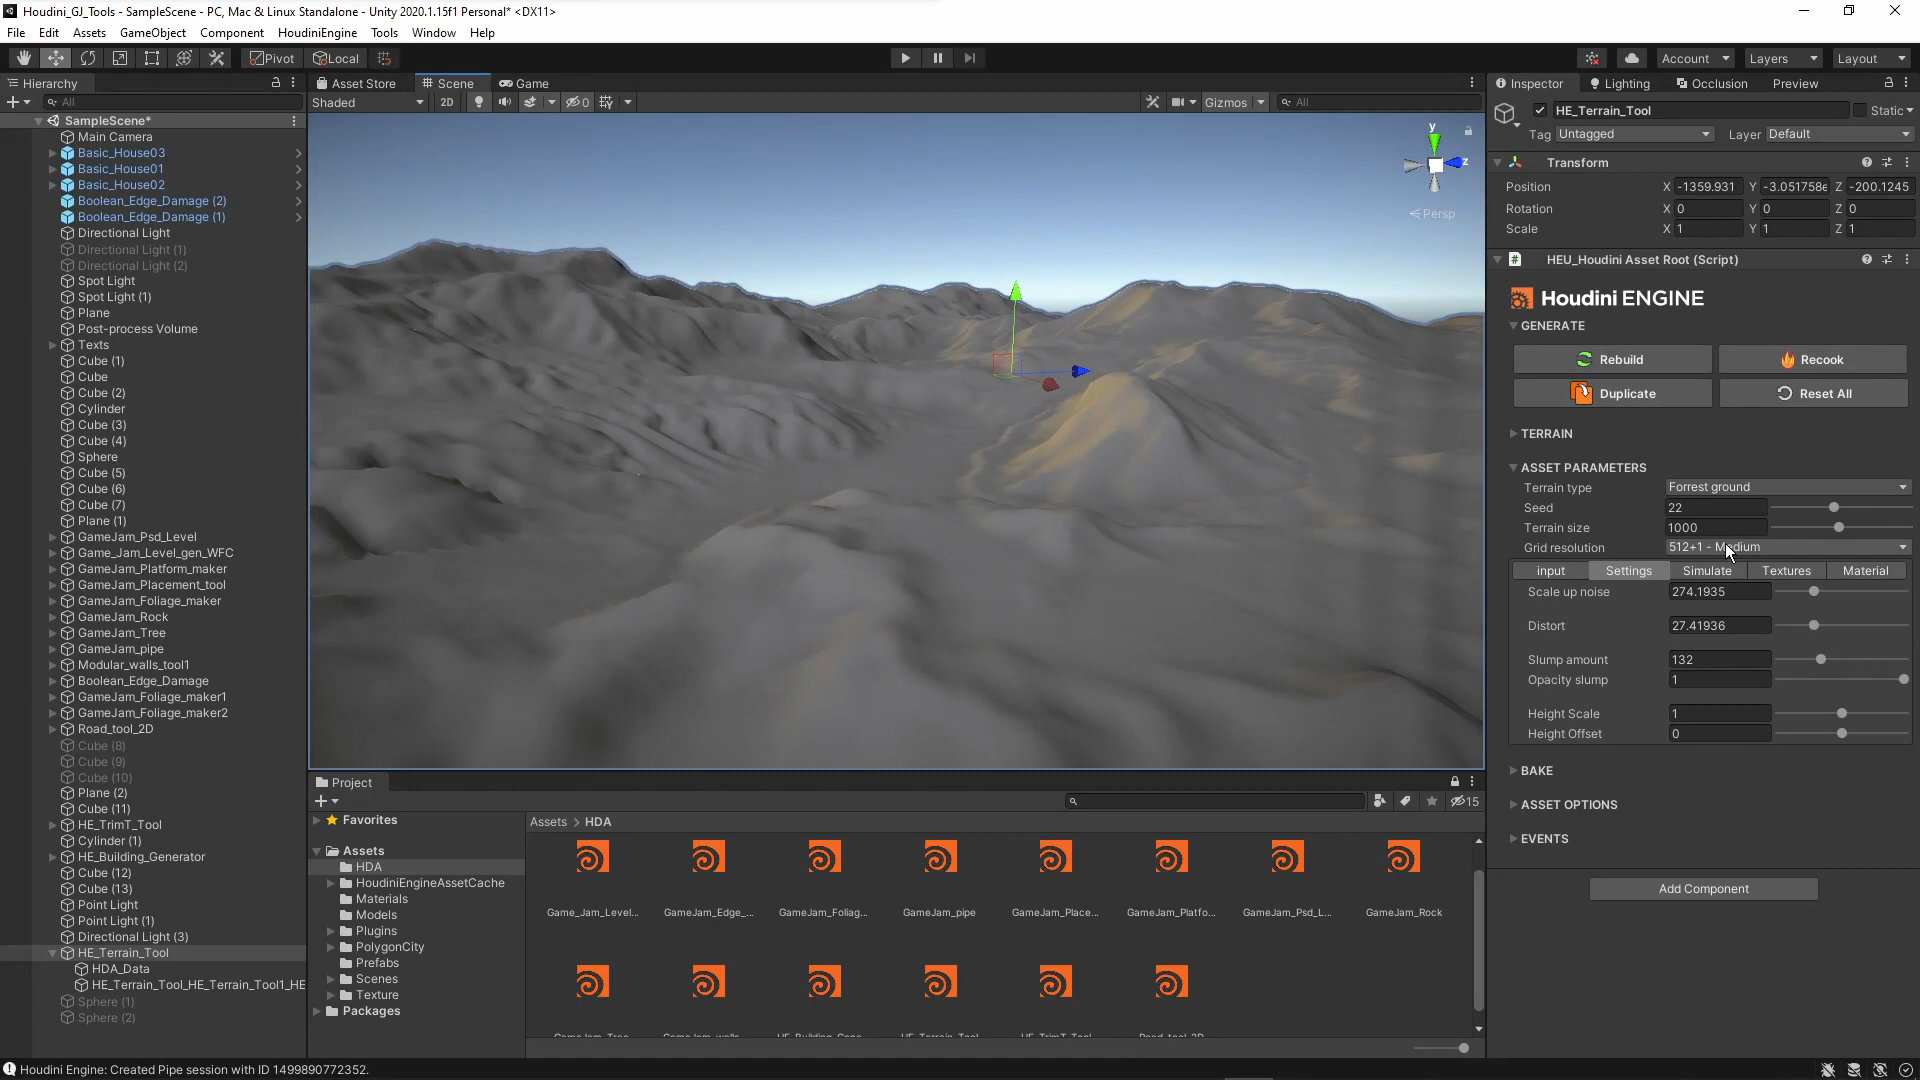 Houdini_GJ_Tools - SampleScene - PC, Mac & Linux Standalone - Unity 2020.1.15f1 Personal* <DX11>
File Edit Assets GameObject Component HoudiniEngine Tools Window Help
Pivot Local Account Layers Layout
Hierarchy
All
SampleScene*
Main Camera
Basic_House03
Basic_House01
Basic_House02
Boolean_Edge_Damage (2)
Boolean_Edge_Damage (1)
Directional Light
Directional Light (1)
Directional Light (2)
Spot Light
Spot Light (1)
Plane
Post-process Volume
Texts
Cube (1)
Cube
Cube (2)
Cylinder
Cube (3)
Cube (4)
Sphere
Cube (5)
Cube (6)
Cube (7)
Plane (1)
GameJam_Psd_Level
Game_Jam_Level_gen_WFC
GameJam_Platform_maker
GameJam_Placement_tool
GameJam_Foliage_maker
GameJam_Rock
GameJam_Tree
GameJam_pipe
Modular_walls_tool1
Boolean_Edge_Damage
GameJam_Foliage_maker1
GameJam_Foliage_maker2
Road_tool_2D
Cube (8)
Cube (9)
Cube (10)
Plane (2)
Cube (11)
HE_TrimT_Tool
Cylinder (1)
HE_Building_Generator
Cube (12)
Cube (13)
Point Light
Point Light (1)
Directional Light (3)
HE_Terrain_Tool
HDA_Data
HE_Terrain_Tool_HE_Terrain_Tool1_HE
Sphere (1)
Sphere (2)
Asset Store Scene Game
Shaded 2D 0 Gizmos All
y
z
Persp
Project
15
Favorites
Assets
HDA
HoudiniEngineAssetCache
Materials
Models
Plugins
PolygonCity
Prefabs
Scenes
Texture
Packages
Assets > HDA
Game_Jam_Level... GameJam_Edge_... GameJam_Foliag... GameJam_pipe GameJam_Place... GameJam_Platfo... GameJam_Psd_L... GameJam_Rock
GameJam_Tree GameJam_walls... HE_Building_Gene... HE_Terrain_Tool HE_TrimT_Tool Road_tool_2D
Inspector Lighting Occlusion Preview
HE_Terrain_Tool Static
Tag Untagged Layer Default
Transform
Position X -1359.931 Y -3.051758e Z -200.1245
Rotation X 0 Y 0 Z 0
Scale X 1 Y 1 Z 1
HEU_Houdini Asset Root (Script)
Houdini ENGINE
GENERATE
Rebuild Recook
Duplicate Reset All
TERRAIN
ASSET PARAMETERS
Terrain type Forrest ground
Seed 22
Terrain size 1000
Grid resolution 512+1 - Medium
input Settings Simulate Textures Material
Scale up noise 274.1935
Distort 27.41936
Slump amount 132
Opacity slump 1
Height Scale 1
Height Offset 0
BAKE
ASSET OPTIONS
EVENTS
Add Component
Houdini Engine: Created Pipe session with ID 1499890772352.